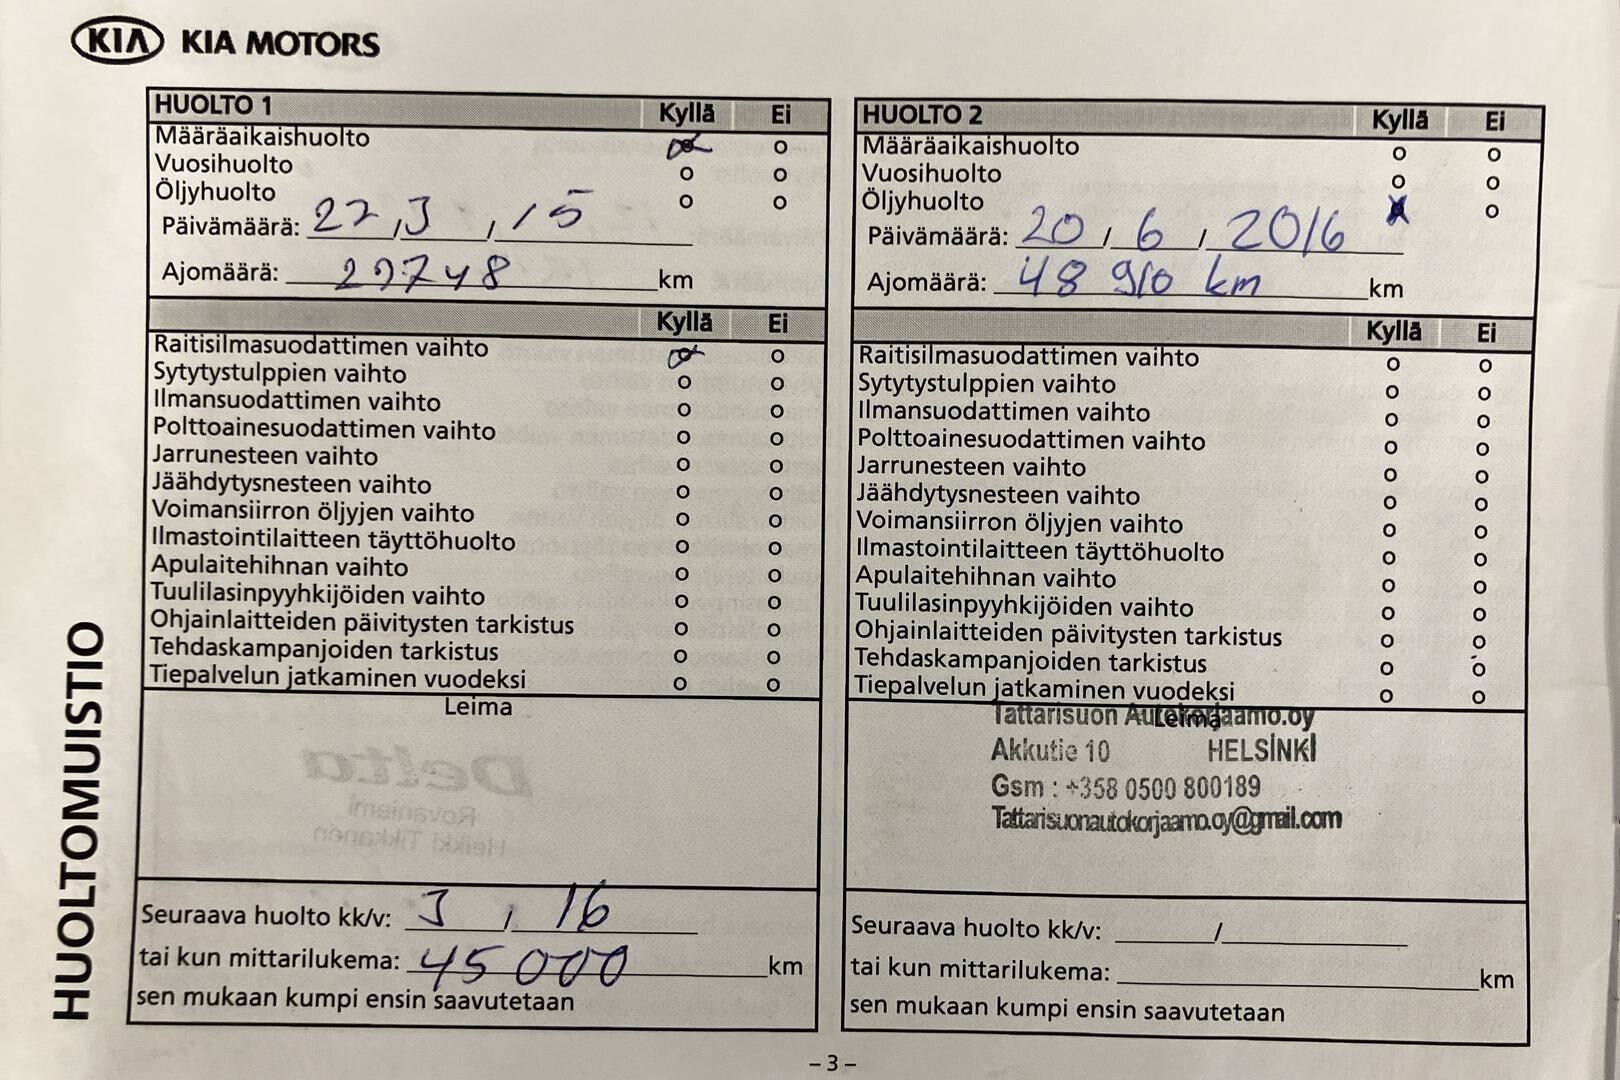 KIA KIA MOTORS
HUOLTO 1 Kyllä Ei
Määräaikaishuolto o
Vuosihuolto o o
Öljyhuolto o o
Päivämäärä: 27,3,15
Ajomäärä: 29748 km
Kyllä Ei
Raitisilmasuodattimen vaihto o
Sytytystulppien vaihto o o
Ilmansuodattimen vaihto o o
Polttoainesuodattimen vaihto o o
Jarrunesteen vaihto o o
Jäähdytysnesteen vaihto o o
Voimansiirron öljyjen vaihto o o
Ilmastointilaitteen täyttöhuolto o o
Apulaitehihnan vaihto o o
Tuulilasinpyyhkijöiden vaihto o o
Ohjainlaitteiden päivitysten tarkistus o o
Tehdaskampanjoiden tarkistus o o
Tiepalvelun jatkaminen vuodeksi o o
Leima
Delta
Rovaniemi
Heikki Tikkanen
Seuraava huolto kk/v: 3 , 16
tai kun mittarilukema: 45 000 km
sen mukaan kumpi ensin saavutetaan
HUOLTO 2 Kyllä Ei
Määräaikaishuolto o o
Vuosihuolto o o
Öljyhuolto x o
Päivämäärä: 20 / 6 / 2016
Ajomäärä: 48 910 km km
Kyllä Ei
Raitisilmasuodattimen vaihto o o
Sytytystulppien vaihto o o
Ilmansuodattimen vaihto o o
Polttoainesuodattimen vaihto o o
Jarrunesteen vaihto o o
Jäähdytysnesteen vaihto o o
Voimansiirron öljyjen vaihto o o
Ilmastointilaitteen täyttöhuolto o o
Apulaitehihnan vaihto o o
Tuulilasinpyyhkijöiden vaihto o o
Ohjainlaitteiden päivitysten tarkistus o o
Tehdaskampanjoiden tarkistus o o
Tiepalvelun jatkaminen vuodeksi o o
Leima
Tattarisuon Autokorjaamo.oy
Akkutie 10 HELSINKI
Gsm : +358 0500 800189
Tattarisuonautokorjaamo.oy@gmail.com
Seuraava huolto kk/v: /
tai kun mittarilukema: km
sen mukaan kumpi ensin saavutetaan
HUOLTOMUISTIO
– 3 –